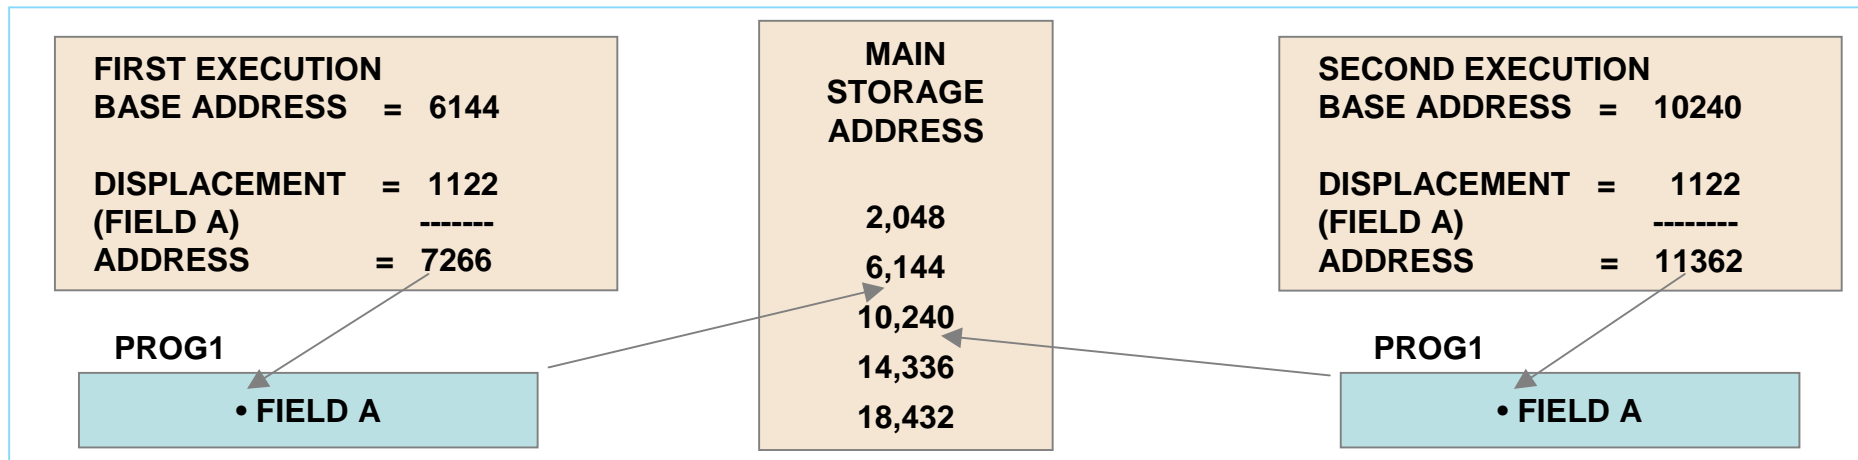 FIRST EXECUTION
BASE ADDRESS = 6144
DISPLACEMENT = 1122
(FIELD A) -------
ADDRESS = 7266
PROG1
• FIELD A
MAIN
STORAGE
ADDRESS
2,048
6,144
10,240
14,336
18,432
SECOND EXECUTION
BASE ADDRESS = 10240
DISPLACEMENT = 1122
(FIELD A) --------
ADDRESS = 11362
PROG1
• FIELD A